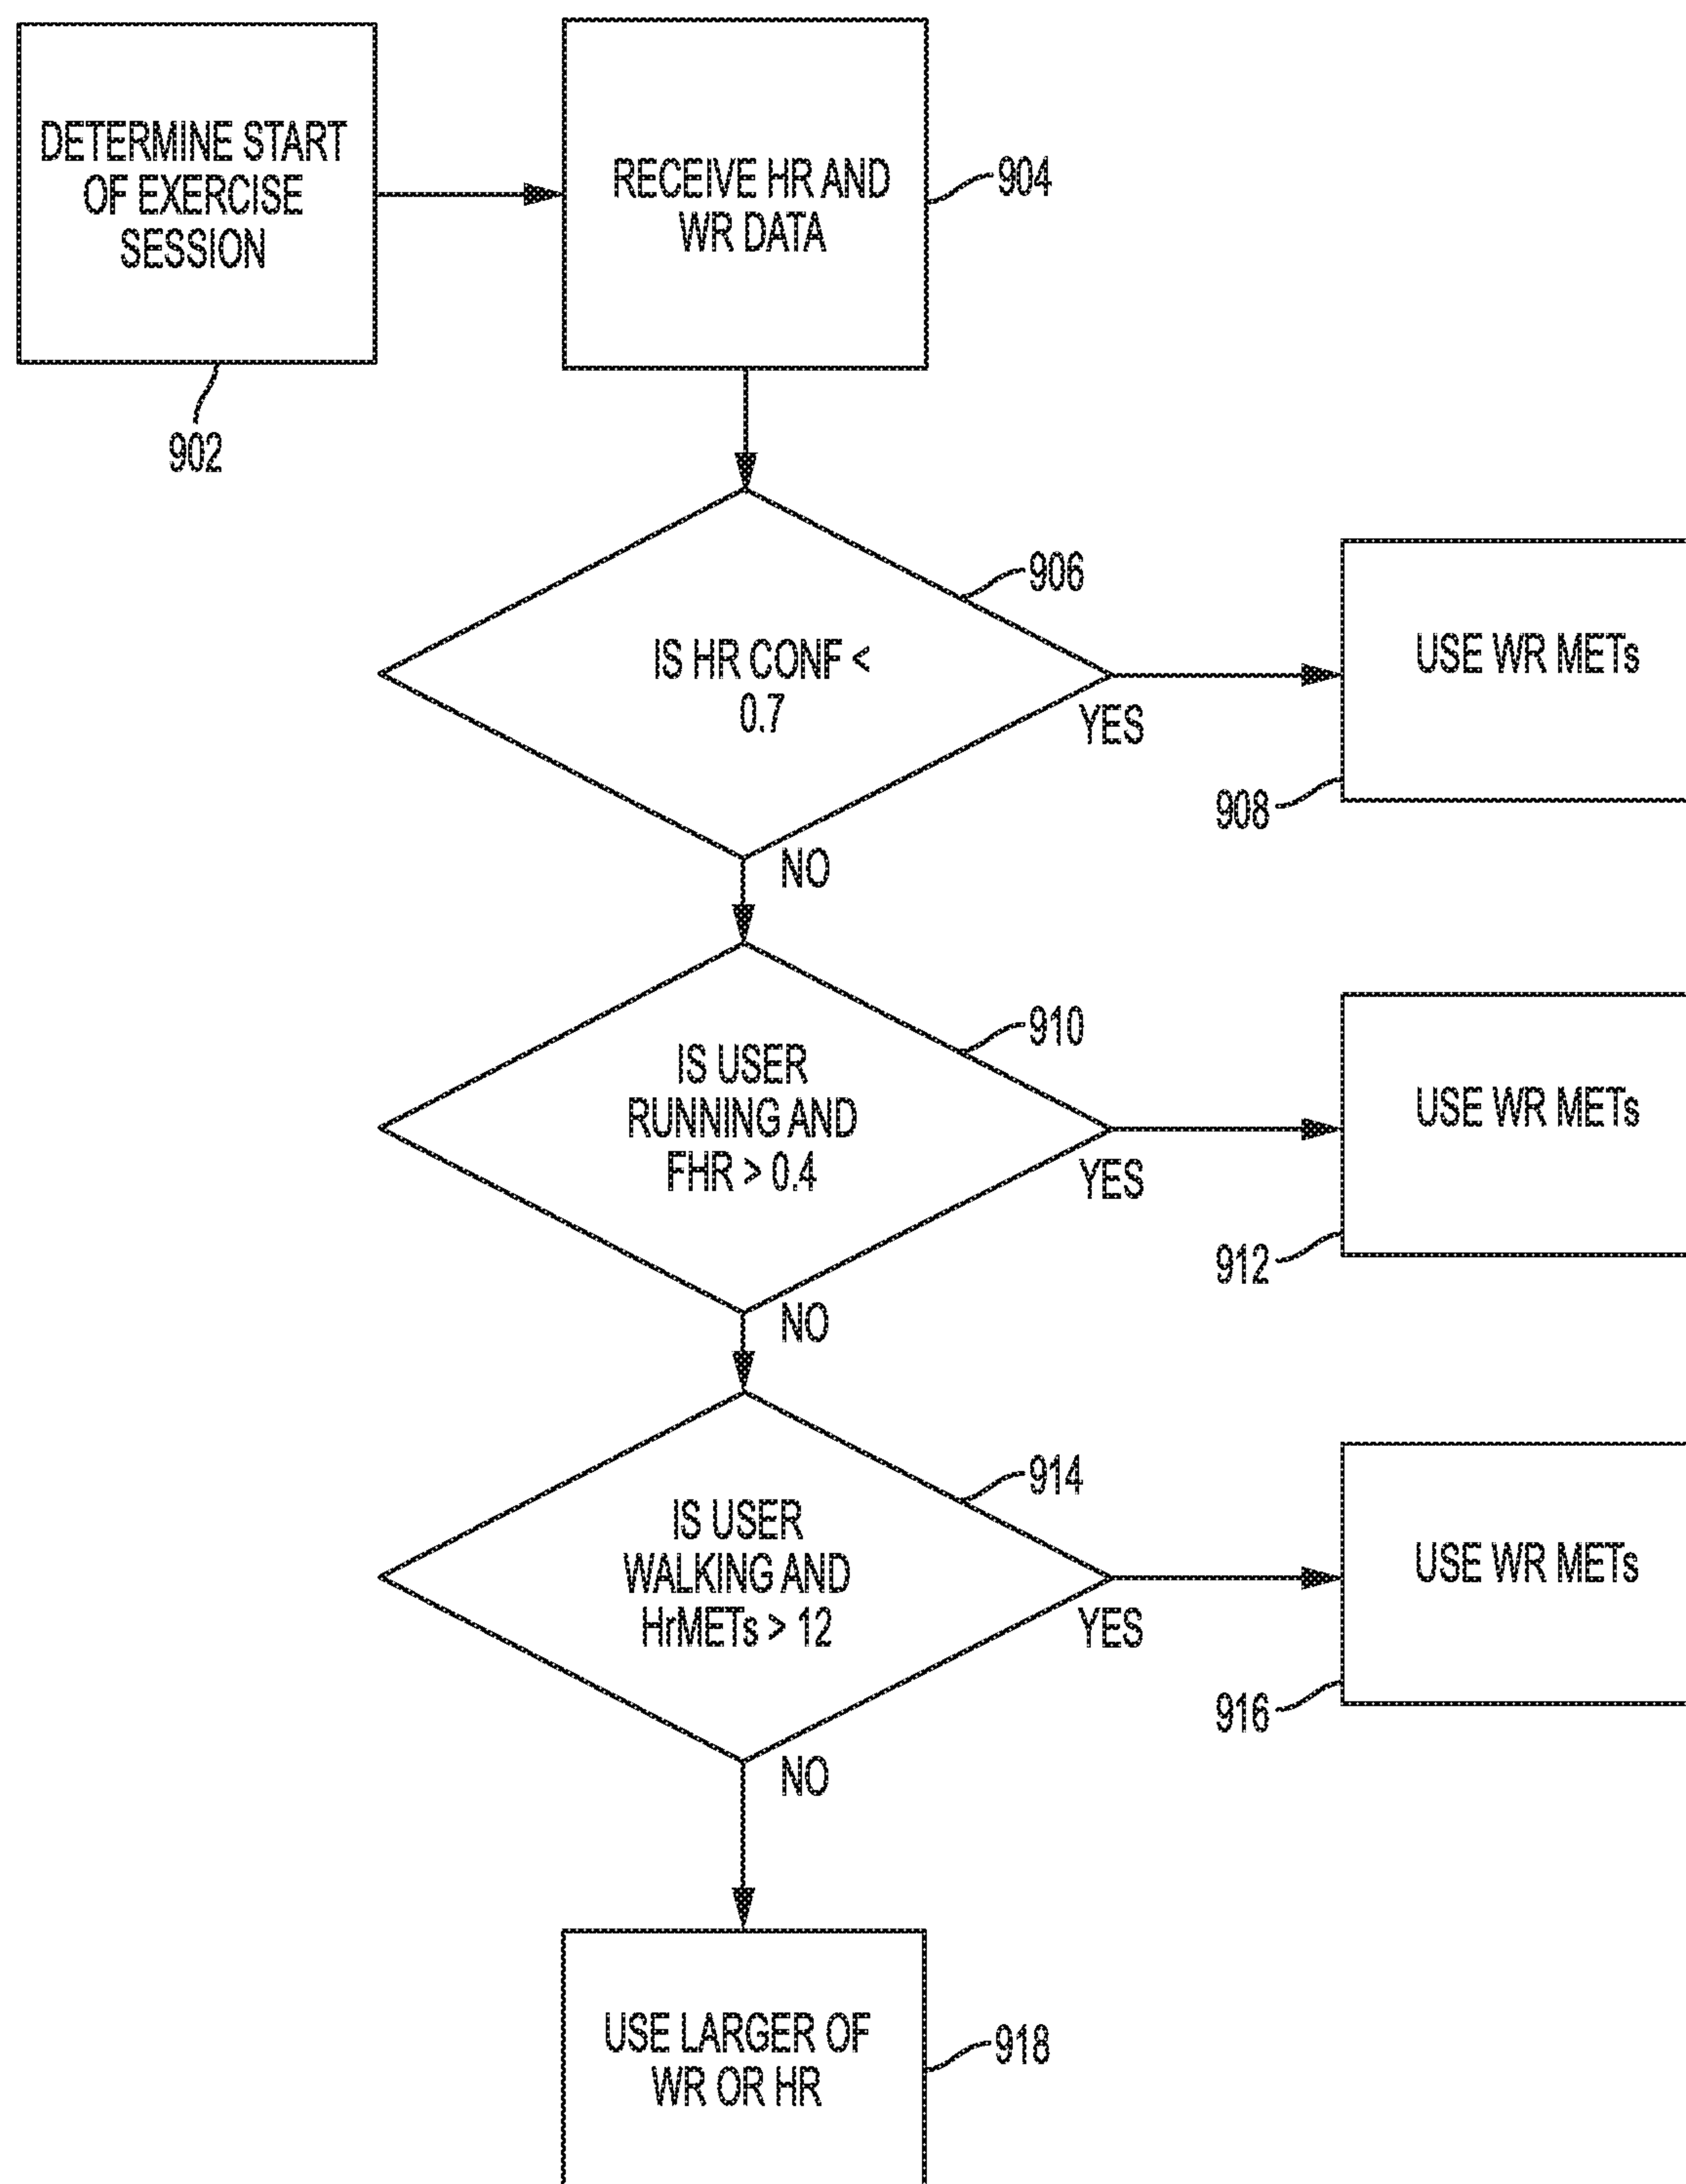 DETERMINE START
OF EXERCISE
SESSION
902
RECEIVE HR AND
WR DATA
904
IS HR CONF <
0.7
906
YES
NO
USE WR METs
908
IS USER
RUNNING AND
FHR > 0.4
910
YES
NO
USE WR METs
912
IS USER
WALKING AND
HrMETs > 12
914
YES
NO
USE WR METs
916
USE LARGER OF
WR OR HR
918